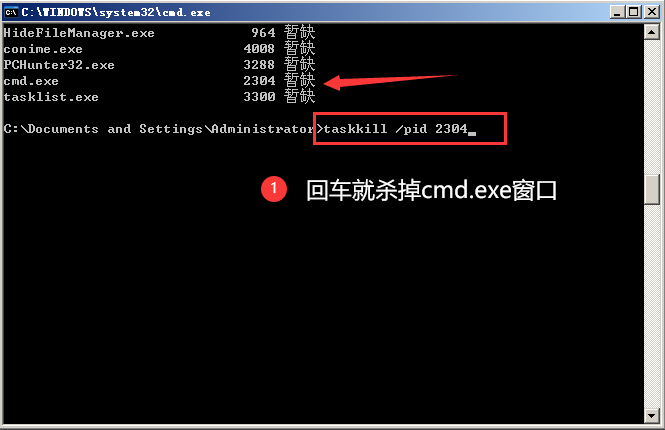 C:\WINDOWS\system32\cmd.exe
HideFileManager.exe 964 暂缺
conime.exe 4008 暂缺
PCHunter32.exe 3288 暂缺
cmd.exe 2304 暂缺
tasklist.exe 3300 暂缺
C:\Documents and Settings\Administrator>taskkill /pid 2304_
1 回车就杀掉cmd.exe窗口